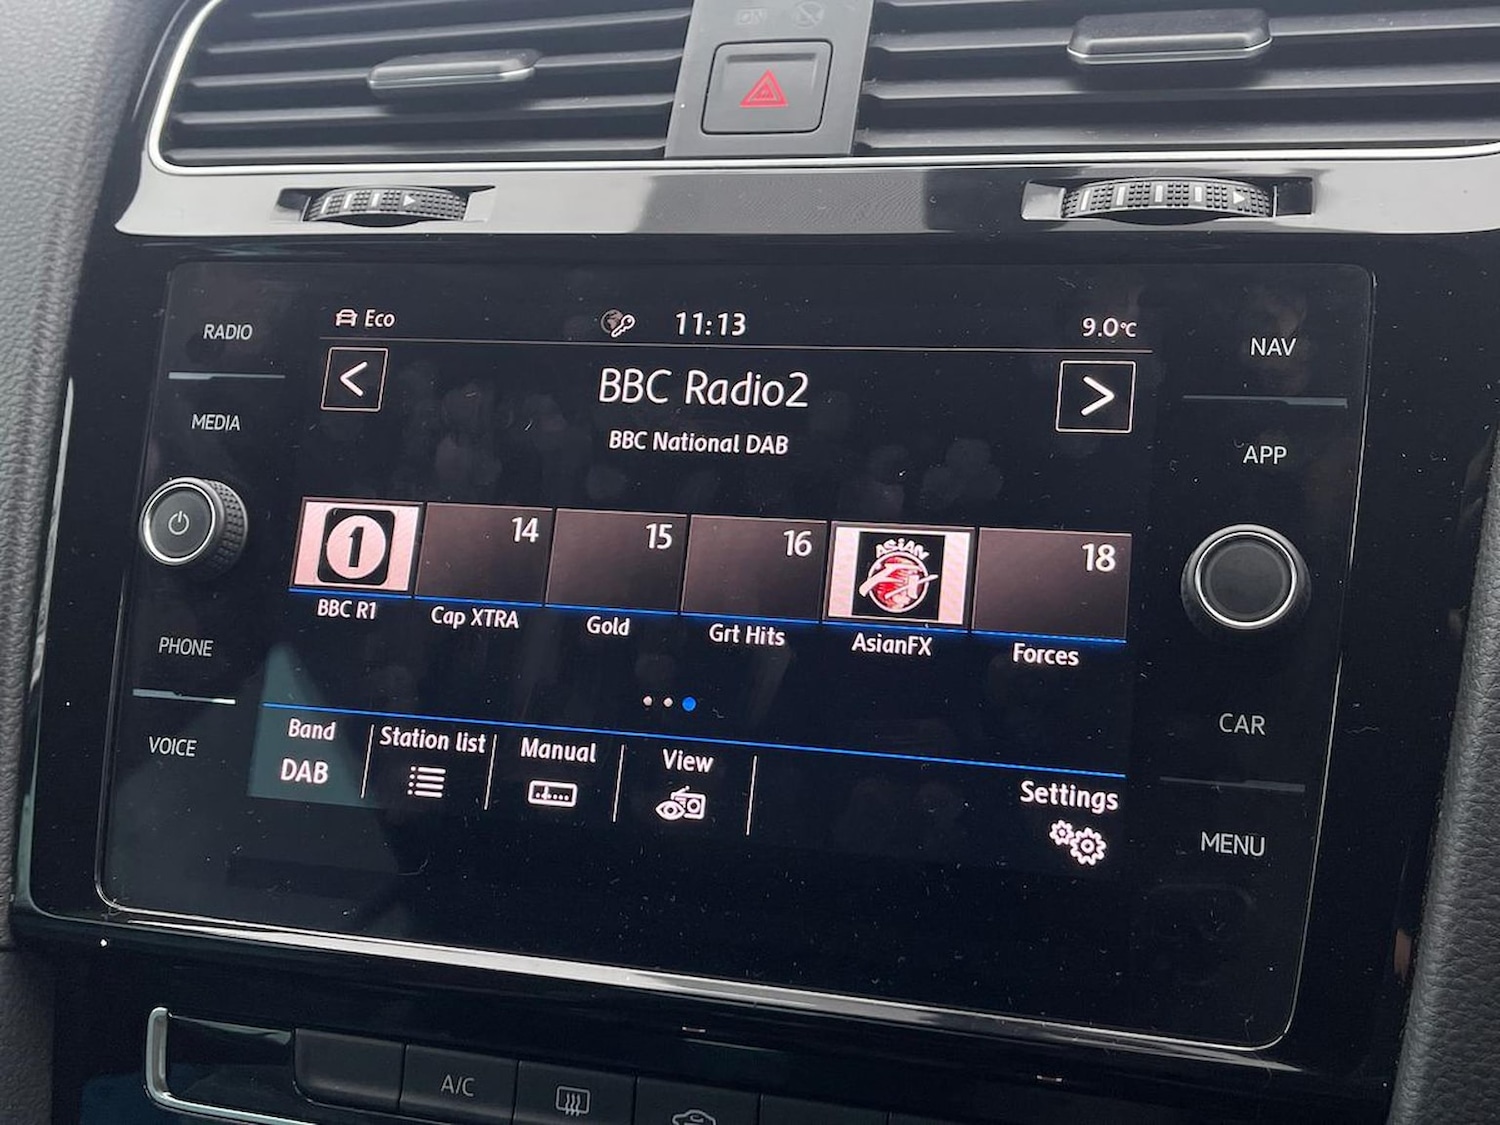 RADIO
MEDIA
PHONE
VOICE
Eco
11:13
9.0°C
<
BBC Radio2
>
BBC National DAB
1
14
15
16
ASIAN
18
BBC R1
Cap XTRA
Gold
Grt Hits
AsianFX
Forces
Band
DAB
Station list
Manual
View
Settings
NAV
APP
CAR
MENU
A/C